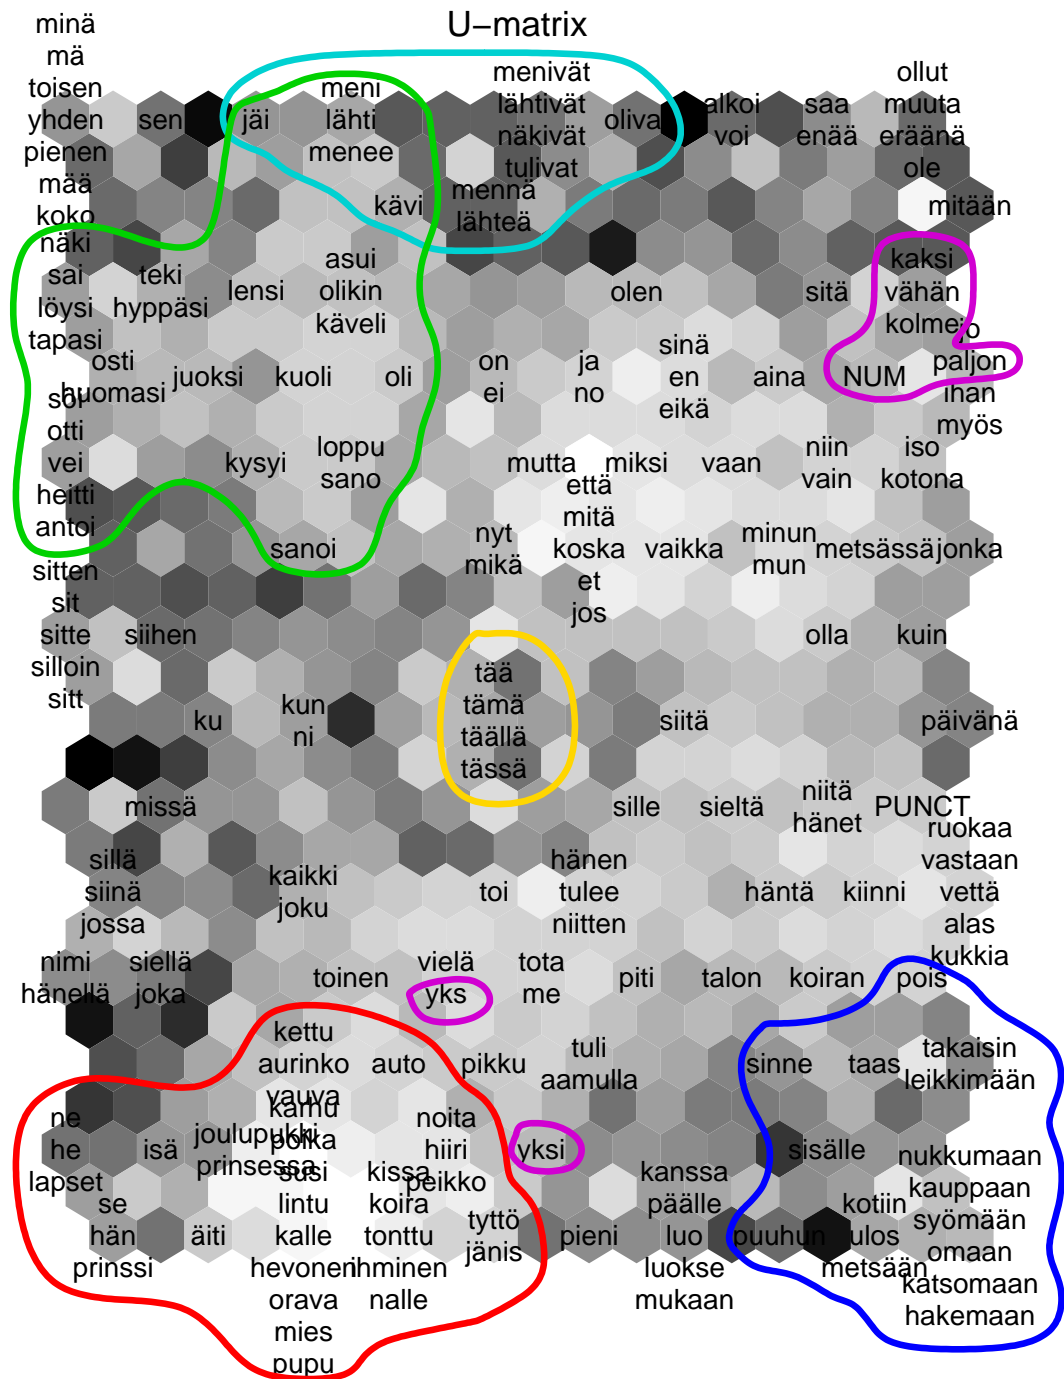 U−matrix
minä
mä
toisen
yhden
pienen
mää
koko
sen
jäi
meni
lähti
menee
kävi
menivät
lähtivät
näkivät
tulivat
mennä
lähteä
oliva
alkoi
voi
saa
enää
ollut
muuta
eräänä
ole
mitään
näki
sai
löysi
tapasi
teki
hyppäsi
lensi
asui
olikin
käveli
olen
sitä
kaksi
vähän
kolme
jo
paljon
ihan
myös
osti
huomasi
juoksi
kuoli
oli
on
ei
ja
no
sinä
en
eikä
aina
NUM
soi
otti
vei
heitti
antoi
kysyi
loppu
sano
mutta
miksi
vaan
niin
vain
iso
kotona
sanoi
nyt
mikä
että
mitä
koska
et
jos
vaikka
minun
mun
metsässä
jonka
sitten
sit
sitte
silloin
sitt
siihen
olla
kuin
tää
tämä
täällä
tässä
ku
kun
ni
siitä
päivänä
missä
sille
sieltä
niitä
hänet
PUNCT
ruokaa
vastaan
vettä
alas
kukkia
sillä
siinä
jossa
kaikki
joku
toi
hänen
tulee
niitten
häntä
kiinni
nimi
hänellä
siellä
joka
toinen
vielä
yks
tota
me
piti
talon
koiran
pois
kettu
aurinko
vauva
auto
pikku
tuli
aamulla
sinne
taas
takaisin
leikkimään
ne
he
lapset
isä
joulupukki
prinsessa
karhu
poika
susi
lintu
kalle
hevonen
orava
mies
pupu
noita
hiiri
peikko
yksi
kissa
koira
tonttu
ihminen
nalle
sisälle
nukkumaan
kauppaan
syömään
omaan
katsomaan
hakemaan
se
hän
prinssi
äiti
tyttö
jänis
pieni
kanssa
päälle
luo
luokse
mukaan
puuhun
kotiin
ulos
metsään